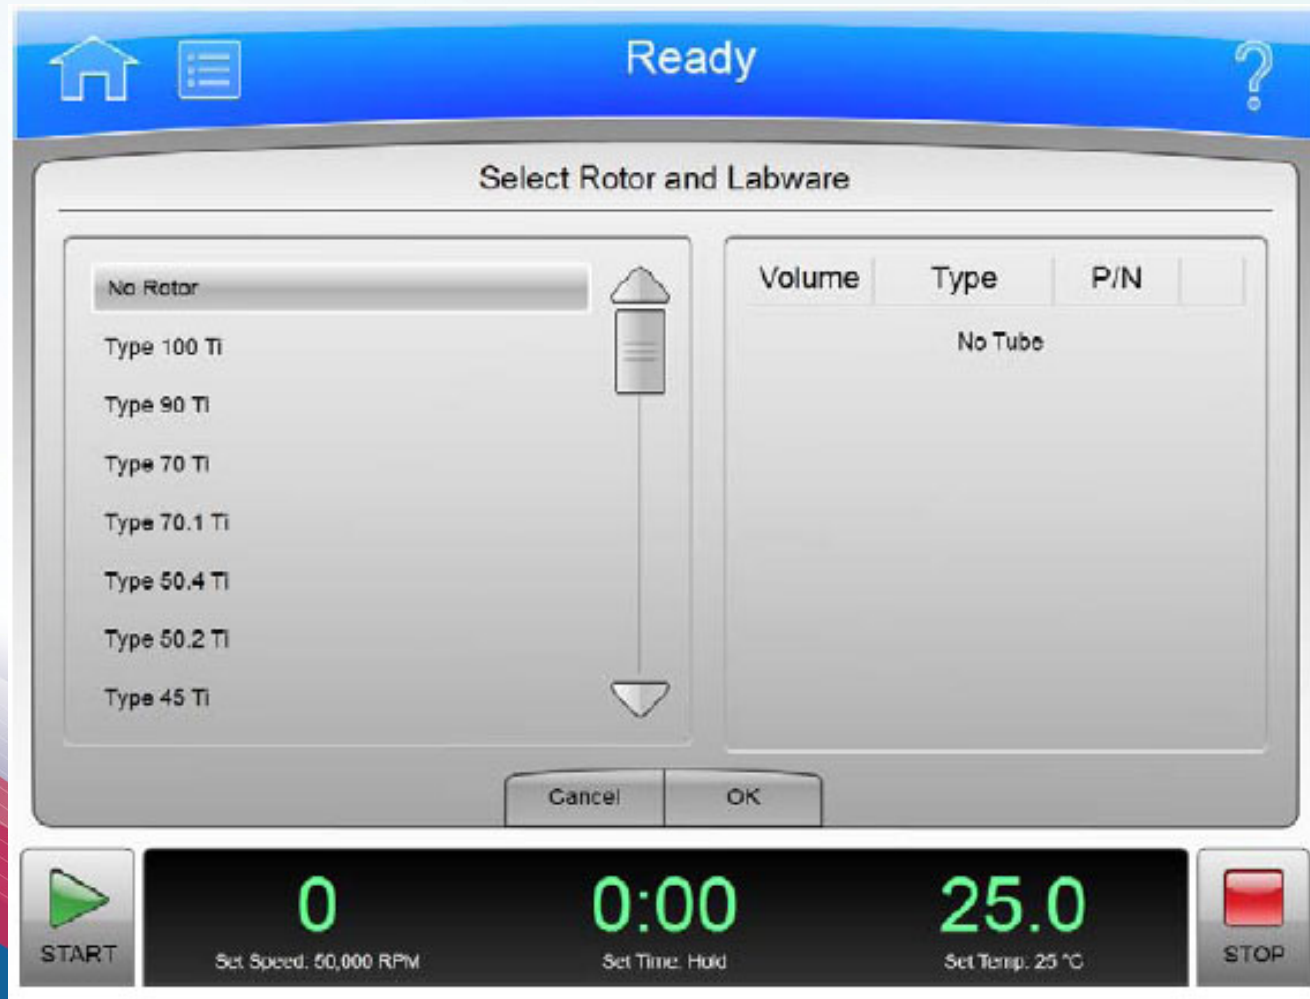 Ready
Select Rotor and Labware
No Rotor
Type 100 Ti
Type 90 Ti
Type 70 Ti
Type 70.1 Ti
Type 50.4 Ti
Type 50.2 Ti
Type 45 Ti
Volume Type P/N
No Tube
Cancel OK
START
0 0:00 25.0
Set Speed: 50,000 RPM Set Time: Hold Set Temp: 25 °C
STOP